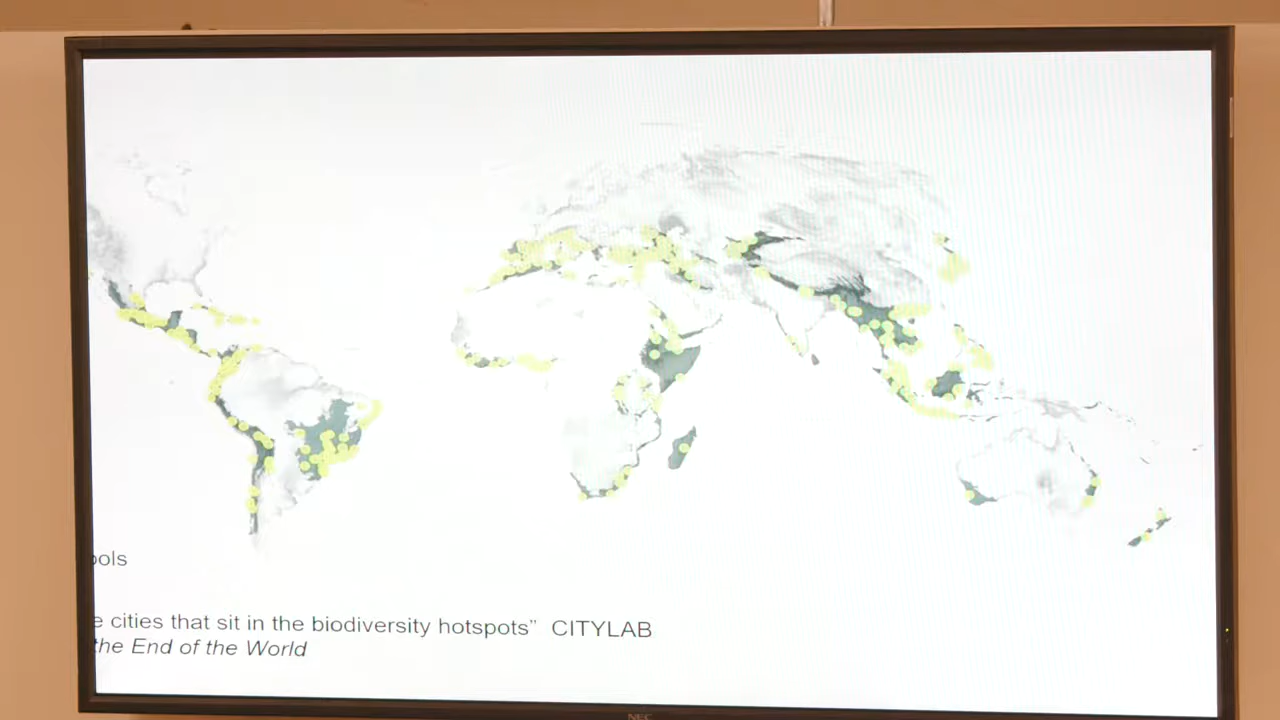 ools
e cities that sit in the biodiversity hotspots” CITYLAB
the End of the World
NEC